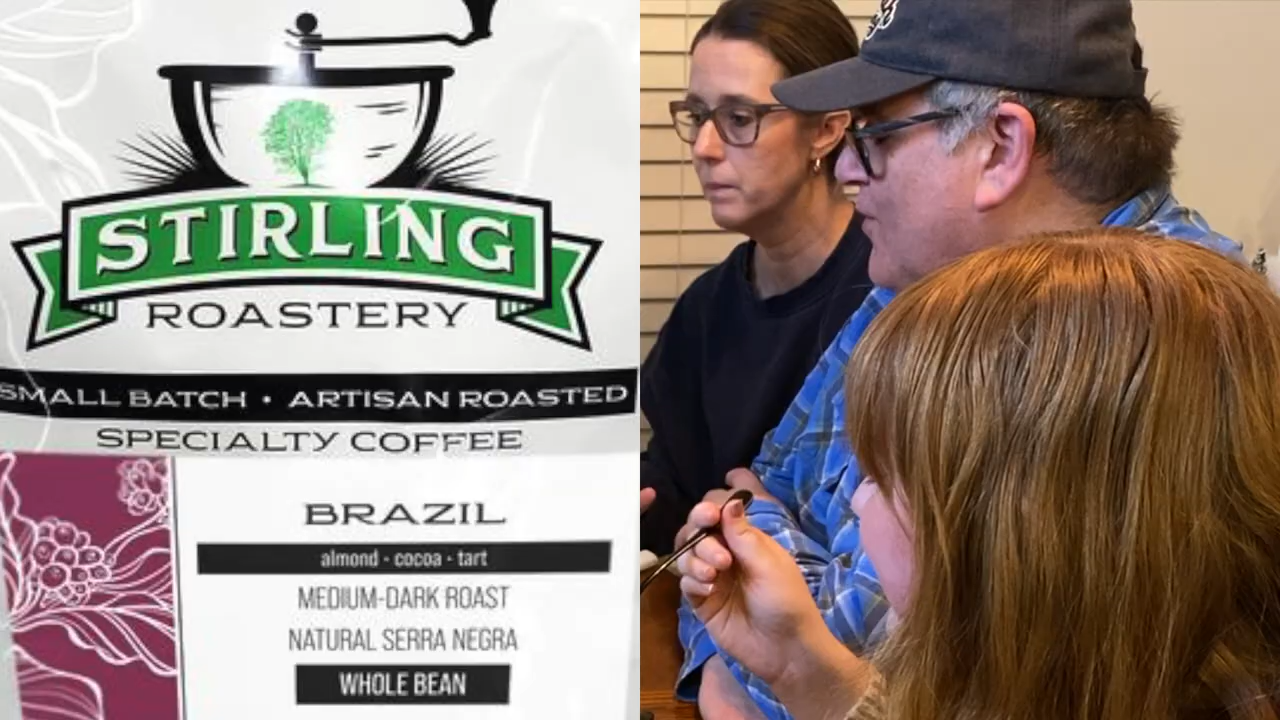 STIRLING
ROASTERY
SMALL BATCH • ARTISAN ROASTED
SPECIALTY COFFEE
BRAZIL
almond - cocoa - tart
MEDIUM-DARK ROAST
NATURAL SERRA NEGRA
WHOLE BEAN